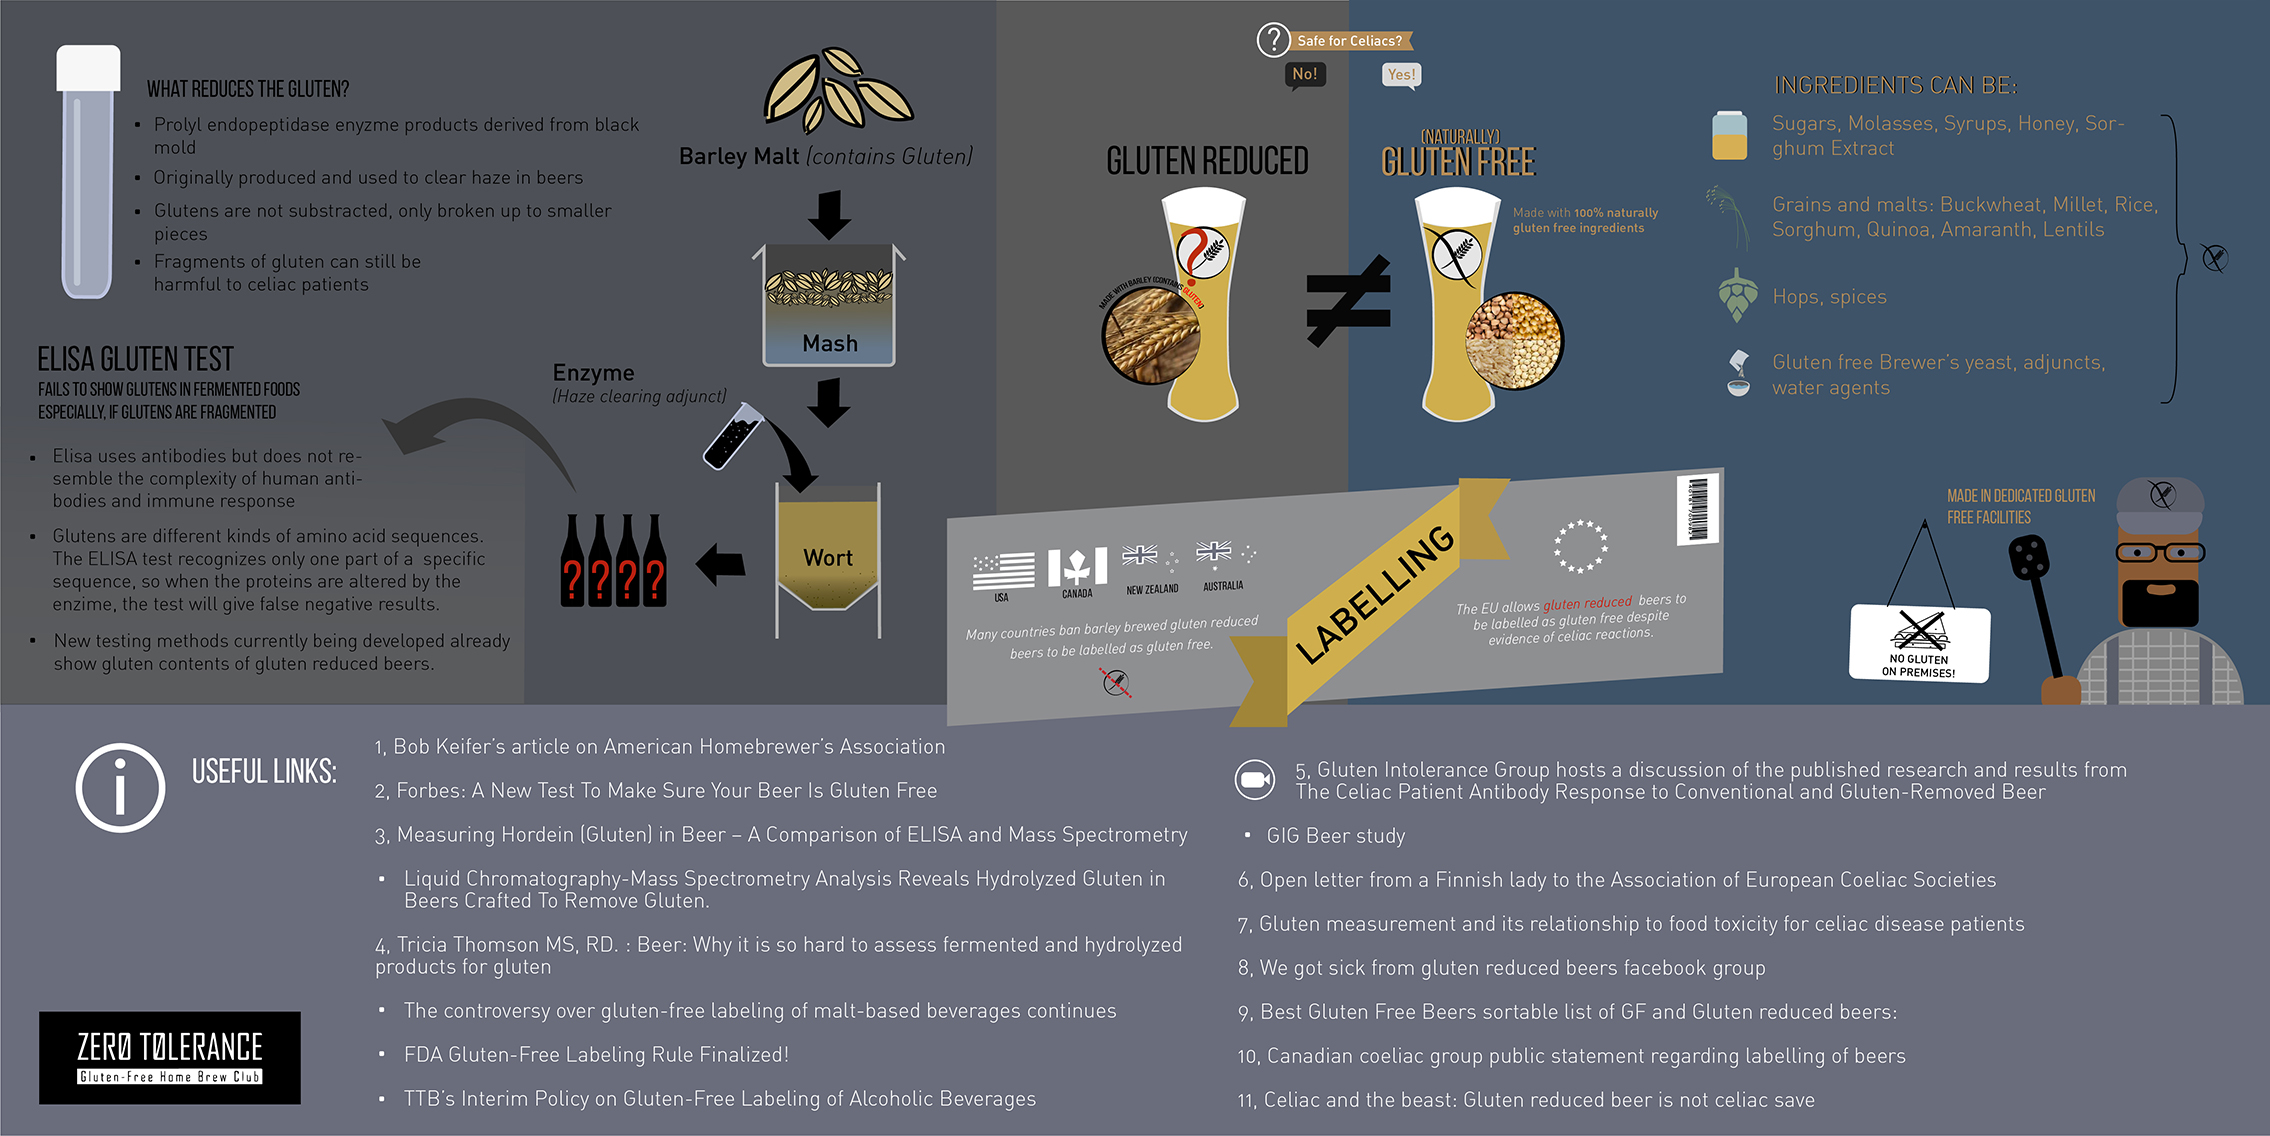 WHAT REDUCES THE GLUTEN?
▪ Prolyl endopeptidase enyzme products derived from black
mold
▪ Originally produced and used to clear haze in beers
▪ Glutens are not substracted, only broken up to smaller
pieces
▪ Fragments of gluten can still be
harmful to celiac patients
ELISA GLUTEN TEST
FAILS TO SHOW GLUTENS IN FERMENTED FOODS
ESPECIALLY, IF GLUTENS ARE FRAGMENTED
▪ Elisa uses antibodies but does not re-
semble the complexity of human anti-
bodies and immune response
▪ Glutens are different kinds of amino acid sequences.
The ELISA test recognizes only one part of a specific
sequence, so when the proteins are altered by the
enzime, the test will give false negative results.
▪ New testing methods currently being developed already
show gluten contents of gluten reduced beers.
Barley Malt (contains Gluten)
Mash
Enzyme
(Haze clearing adjunct)
Wort
? ? ? ?
? Safe for Celiacs?
No!
Yes!
GLUTEN REDUCED
?
MADE WITH BARLEY (CONTAINS GLUTEN)
≠
(NATURALLY)
GLUTEN FREE
Made with 100% naturally
gluten free ingredients
INGREDIENTS CAN BE:
Sugars, Molasses, Syrups, Honey, Sor-
ghum Extract
Grains and malts: Buckwheat, Millet, Rice,
Sorghum, Quinoa, Amaranth, Lentils
Hops, spices
Gluten free Brewer's yeast, adjuncts,
water agents
MADE IN DEDICATED GLUTEN
FREE FACILITIES
NO GLUTEN
ON PREMISES!
LABELLING
USA
CANADA
NEW ZEALAND
AUSTRALIA
Many countries ban barley brewed gluten reduced
beers to be labelled as gluten free.
The EU allows gluten reduced beers to
be labelled as gluten free despite
evidence of celiac reactions.
i
USEFUL LINKS:
1, Bob Keifer's article on American Homebrewer's Association
2, Forbes: A New Test To Make Sure Your Beer Is Gluten Free
3, Measuring Hordein (Gluten) in Beer – A Comparison of ELISA and Mass Spectrometry
▪ Liquid Chromatography-Mass Spectrometry Analysis Reveals Hydrolyzed Gluten in
Beers Crafted To Remove Gluten.
4, Tricia Thomson MS, RD. : Beer: Why it is so hard to assess fermented and hydrolyzed
products for gluten
▪ The controversy over gluten-free labeling of malt-based beverages continues
▪ FDA Gluten-Free Labeling Rule Finalized!
▪ TTB's Interim Policy on Gluten-Free Labeling of Alcoholic Beverages
5, Gluten Intolerance Group hosts a discussion of the published research and results from
The Celiac Patient Antibody Response to Conventional and Gluten-Removed Beer
▪ GIG Beer study
6, Open letter from a Finnish lady to the Association of European Coeliac Societies
7, Gluten measurement and its relationship to food toxicity for celiac disease patients
8, We got sick from gluten reduced beers facebook group
9, Best Gluten Free Beers sortable list of GF and Gluten reduced beers:
10, Canadian coeliac group public statement regarding labelling of beers
11, Celiac and the beast: Gluten reduced beer is not celiac save
ZERØ TØLERANCE
Gluten-Free Home Brew Club